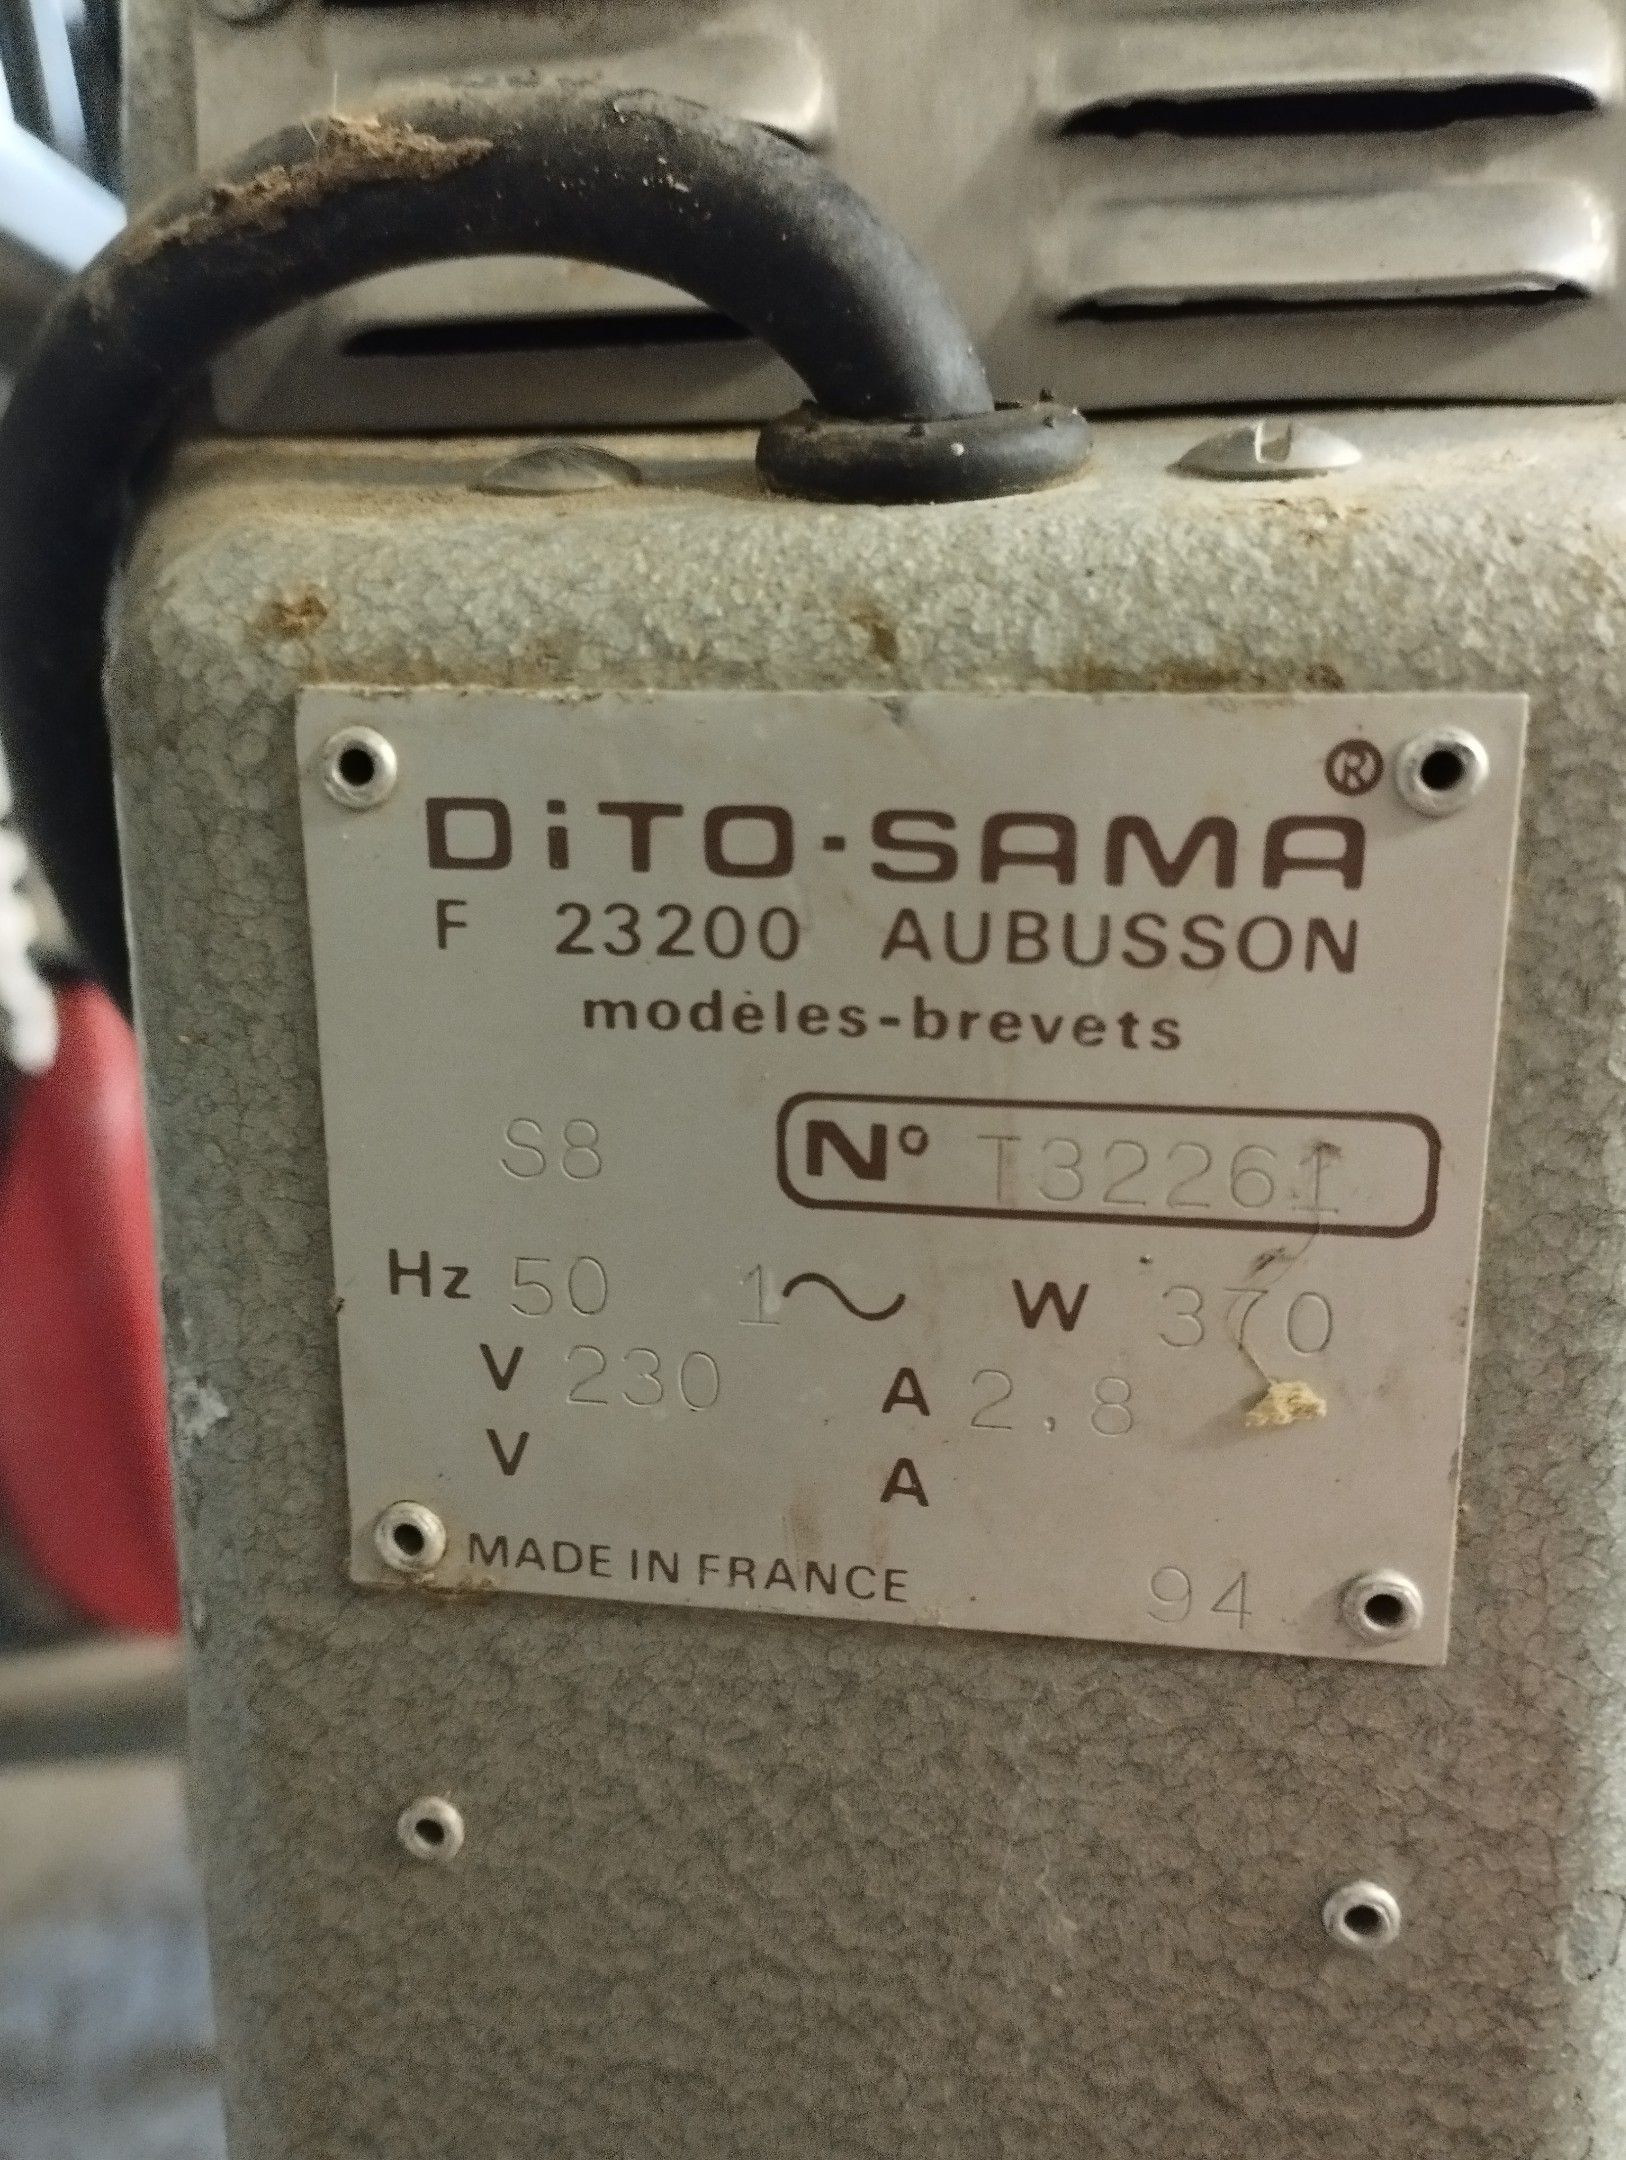 ®
DiTO-SAMA
F 23200 AUBUSSON
modèles-brevets
S8 Nº T32261
Hz 50 1~ W 370
V 230 A 2,8
V A
MADE IN FRANCE 94